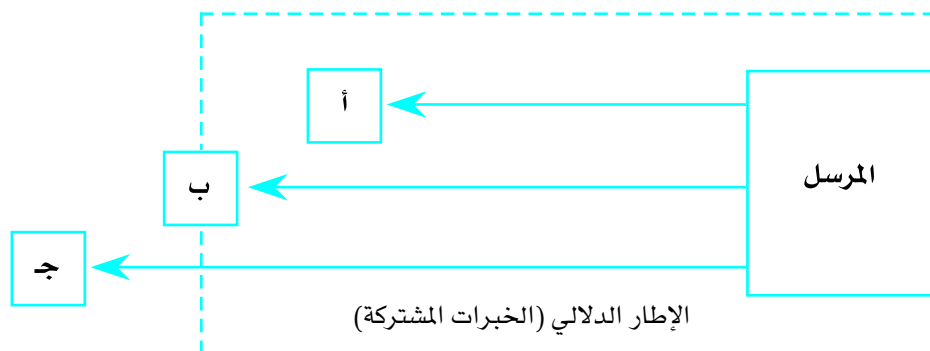 أ
المرسل
ب
جـ
الإطار الدلالي (الخبرات المشتركة)